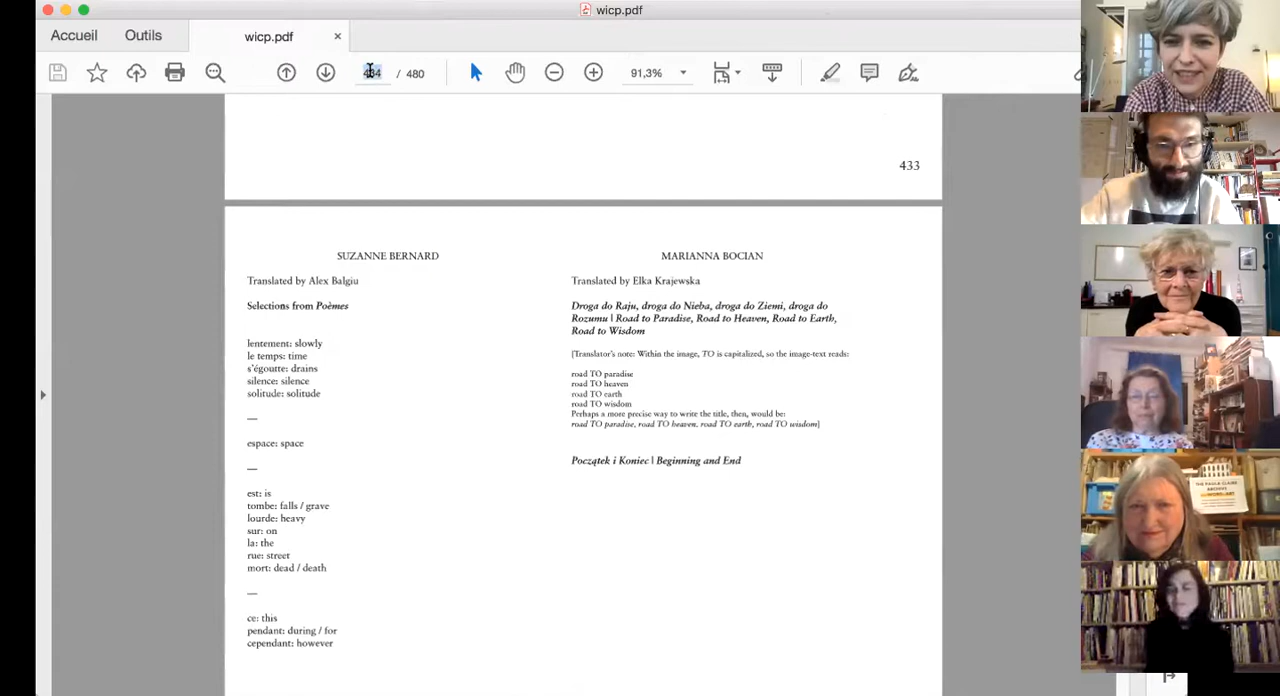 wicp.pdf
Accueil
Outils
wicp.pdf
434 / 480
91,3%
433
SUZANNE BERNARD
Translated by Alex Balgiu
Selections from Poèmes
lentement: slowly
le temps: time
s'égoutte: drains
silence: silence
solitude: solitude
—
espace: space
—
est: is
tombe: falls / grave
lourde: heavy
sur: on
la: the
rue: street
mort: dead / death
—
ce: this
pendant: during / for
cependant: however
MARIANNA BOCIAN
Translated by Elka Krajewska
Droga do Raju, droga do Nieba, droga do Ziemi, droga do
Rozumu | Road to Paradise, Road to Heaven, Road to Earth,
Road to Wisdom
[Translator's note: Within the image, TO is capitalized, so the image-text reads:
road TO paradise
road TO heaven
road TO earth
road TO wisdom
Perhaps a more precise way to write the title, then, would be:
road TO paradise, road TO heaven, road TO earth, road TO wisdom]
Początek i Koniec | Beginning and End
THE PAULA CLAIRE
ARCHIVE